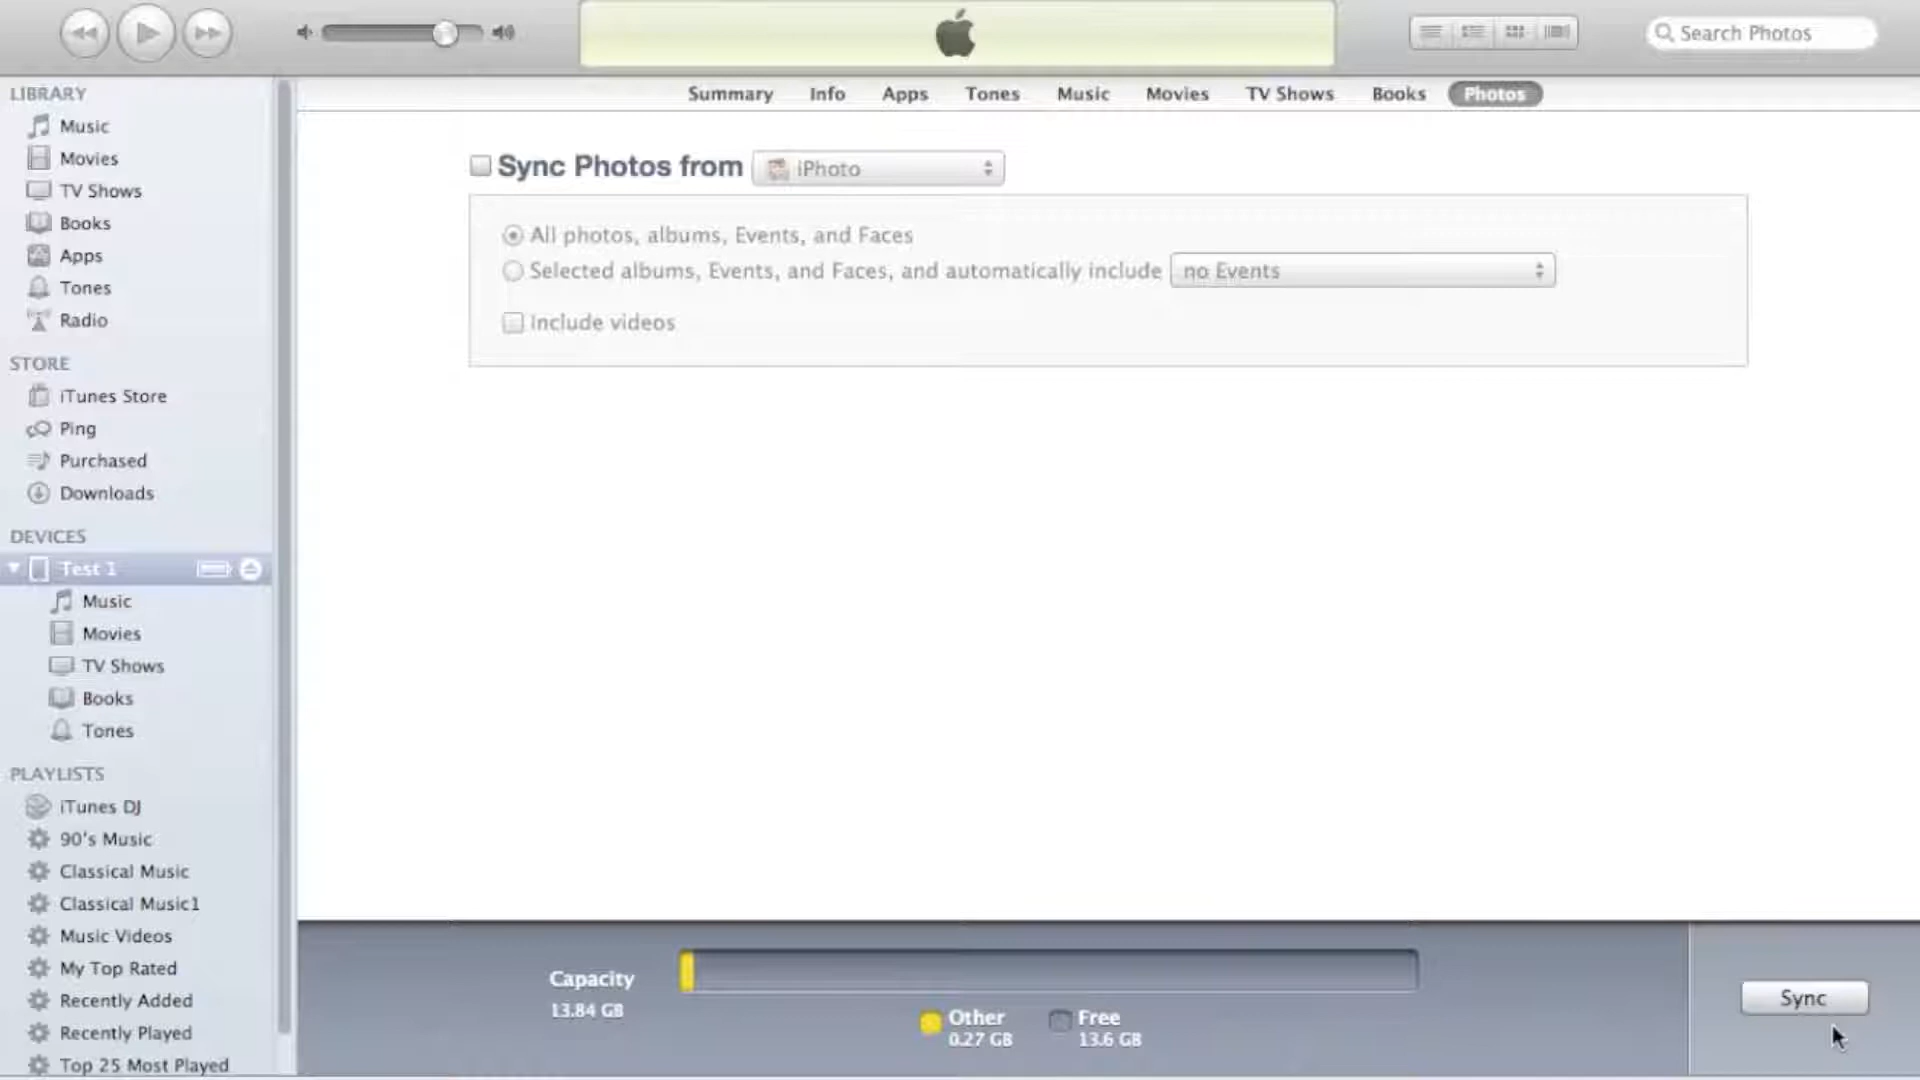 Search Photos
LIBRARY
Music
Movies
TV Shows
Books
Apps
Tones
Radio
STORE
iTunes Store
Ping
Purchased
Downloads
DEVICES
Test 1
Music
Movies
TV Shows
Books
Tones
PLAYLISTS
iTunes DJ
90's Music
Classical Music
Classical Music1
Music Videos
My Top Rated
Recently Added
Recently Played
Top 25 Most Played
Summary Info Apps Tones Music Movies TV Shows Books Photos
Sync Photos from iPhoto
All photos, albums, Events, and Faces
Selected albums, Events, and Faces, and automatically include no Events
Include videos
Capacity
13.84 GB
Other
0.27 GB
Free
13.6 GB
Sync